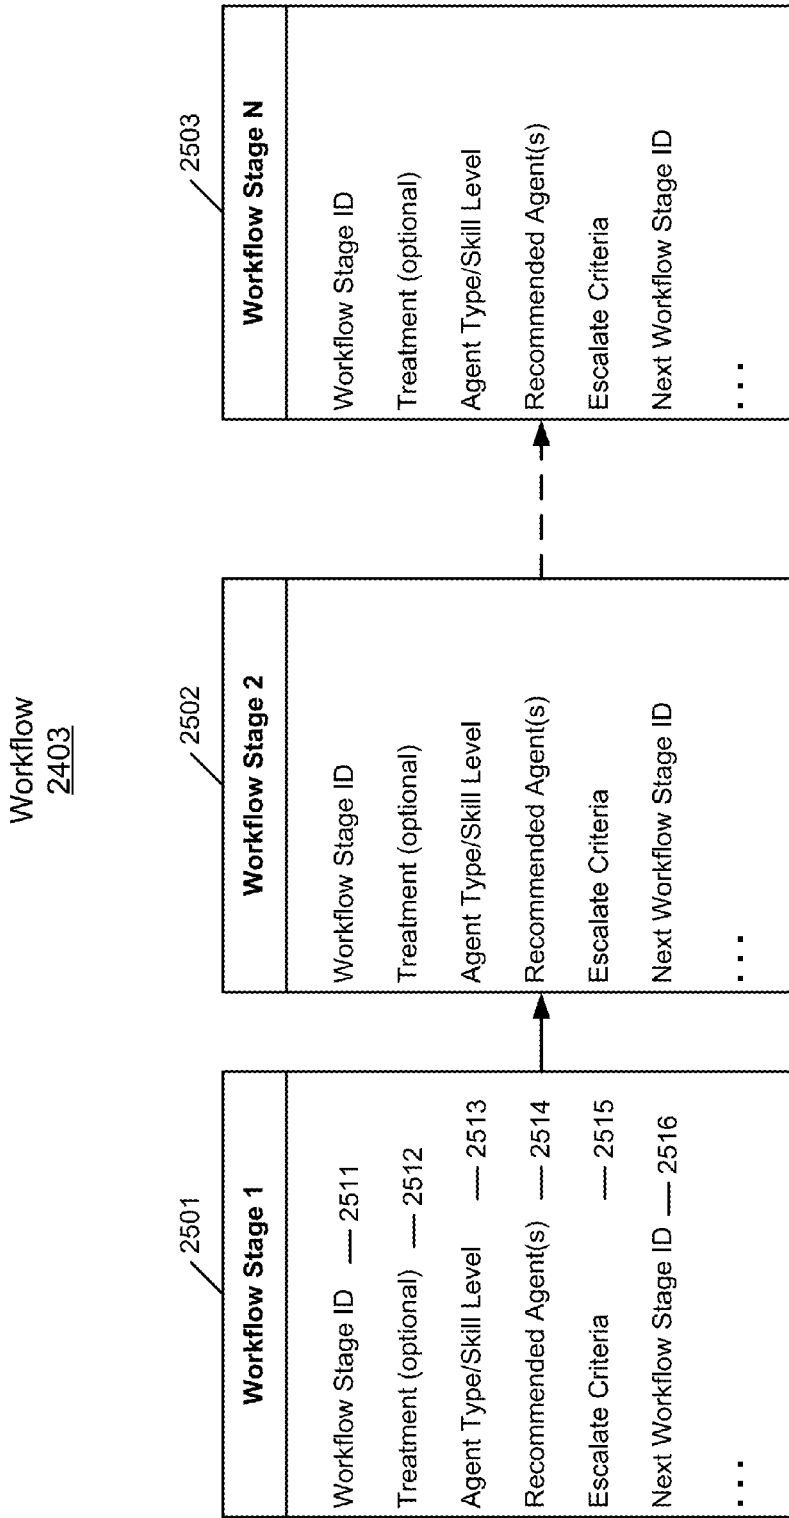 Workflow
2403
2501
Workflow Stage 1
Workflow Stage ID 2511
Treatment (optional) 2512
Agent Type/Skill Level 2513
Recommended Agent(s) 2514
Escalate Criteria 2515
Next Workflow Stage ID 2516
...
2502
Workflow Stage 2
Workflow Stage ID
Treatment (optional)
Agent Type/Skill Level
Recommended Agent(s)
Escalate Criteria
Next Workflow Stage ID
...
2503
Workflow Stage N
Workflow Stage ID
Treatment (optional)
Agent Type/Skill Level
Recommended Agent(s)
Escalate Criteria
Next Workflow Stage ID
...